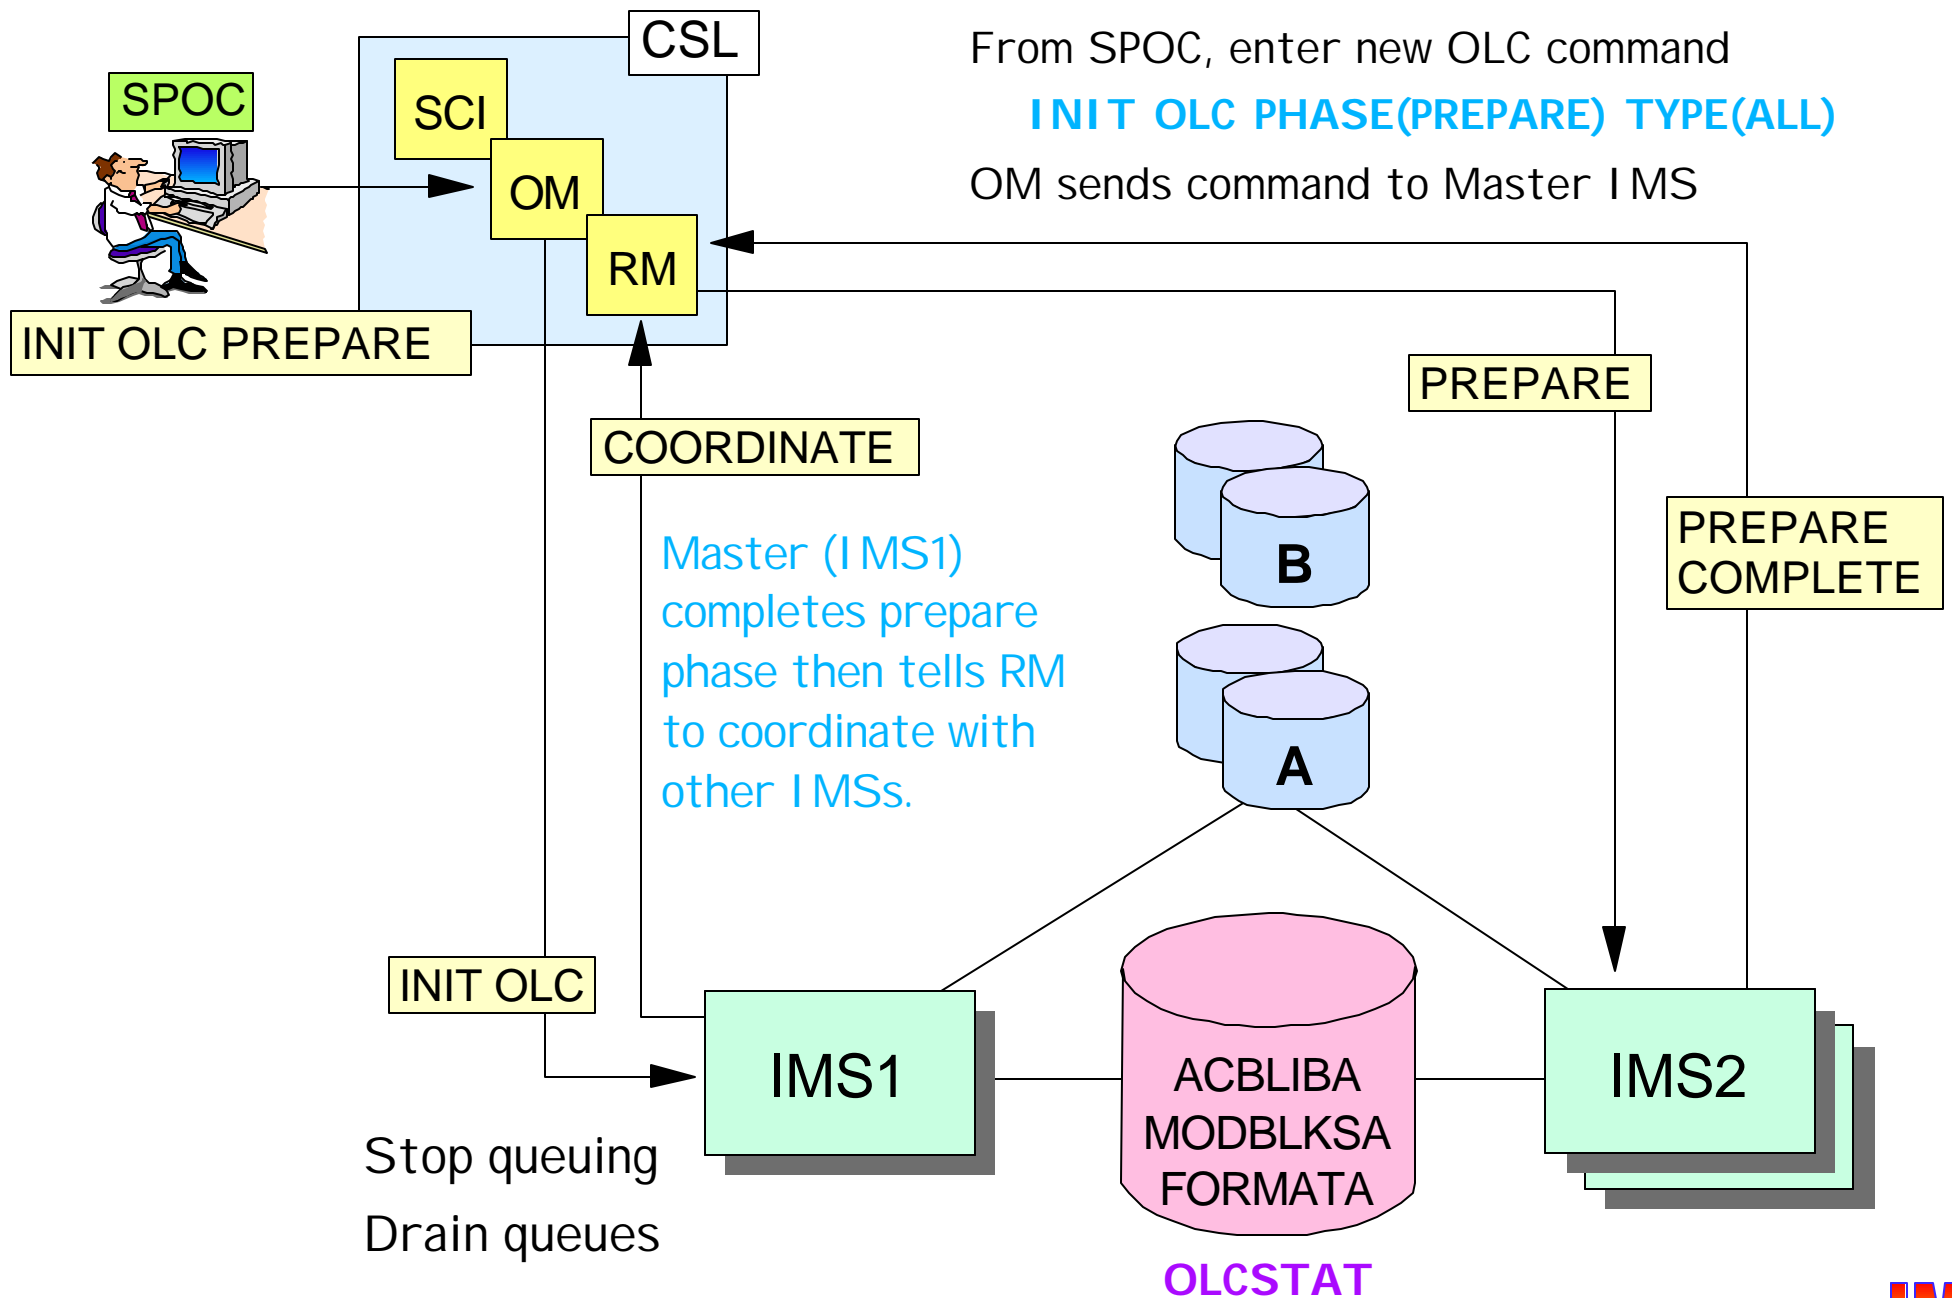 CSL
From SPOC, enter new OLC command
SPOC
SCI
INIT OLC PHASE(PREPARE) TYPE(ALL)
OM
OM sends command to Master IMS
RM
INIT OLC PREPARE
PREPARE
COORDINATE
PREPARE
COMPLETE
B
Master (IMS1)
completes prepare
phase then tells RM
to coordinate with
other IMSs.
A
INIT OLC
IMS1
ACBLIBA
MODBLKSA
FORMATA
IMS2
Stop queuing
Drain queues
OLCSTAT